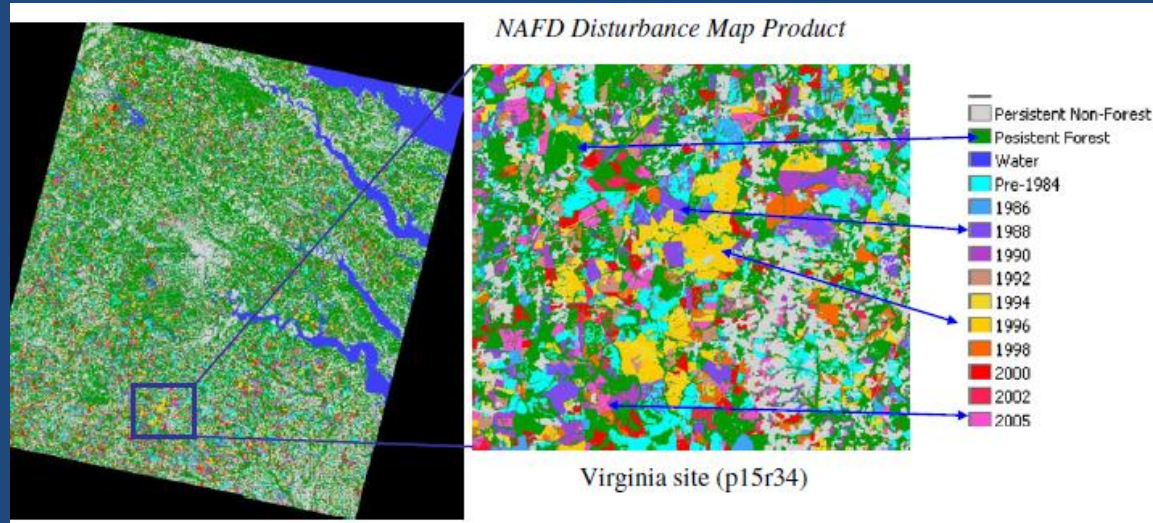 NAFD Disturbance Map Product
Persistent Non-Forest
Pesistent Forest
Water
Pre-1984
1986
1988
1990
1992
1994
1996
1998
2000
2002
2005
Virginia site (p15r34)